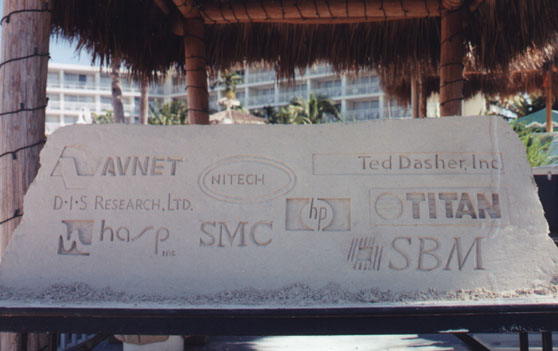 AVNET
NITECH
TED DASHER, INC
D·I·S RESEARCH, LTD.
hp
TITAN
hasp INC
SMC
SBM